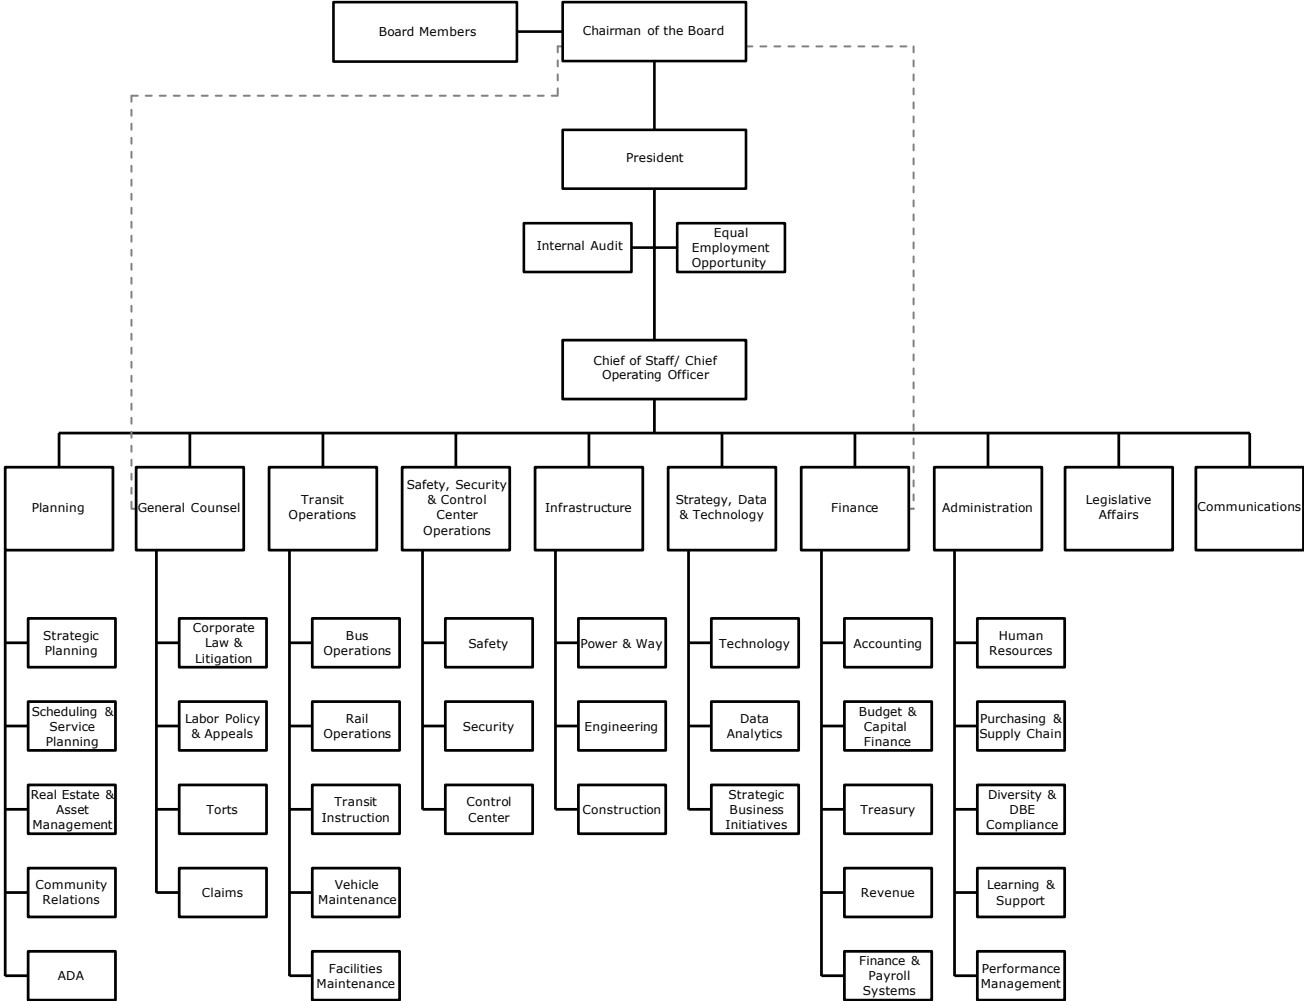 Board Members
Chairman of the Board
President
Internal Audit
Equal
Employment
Opportunity
Chief of Staff/ Chief
Operating Officer
Planning
General Counsel
Transit
Operations
Safety, Security
& Control
Center
Operations
Infrastructure
Strategy, Data
& Technology
Finance
Administration
Legislative
Affairs
Communications
Strategic
Planning
Corporate
Law &
Litigation
Bus
Operations
Safety
Power & Way
Technology
Accounting
Human
Resources
Scheduling &
Service
Planning
Labor Policy
& Appeals
Rail
Operations
Security
Engineering
Data
Analytics
Budget &
Capital
Finance
Purchasing &
Supply Chain
Real Estate &
Asset
Management
Torts
Transit
Instruction
Control
Center
Construction
Strategic
Business
Initiatives
Treasury
Diversity &
DBE
Compliance
Community
Relations
Claims
Vehicle
Maintenance
Revenue
Learning &
Support
ADA
Facilities
Maintenance
Finance &
Payroll
Systems
Performance
Management